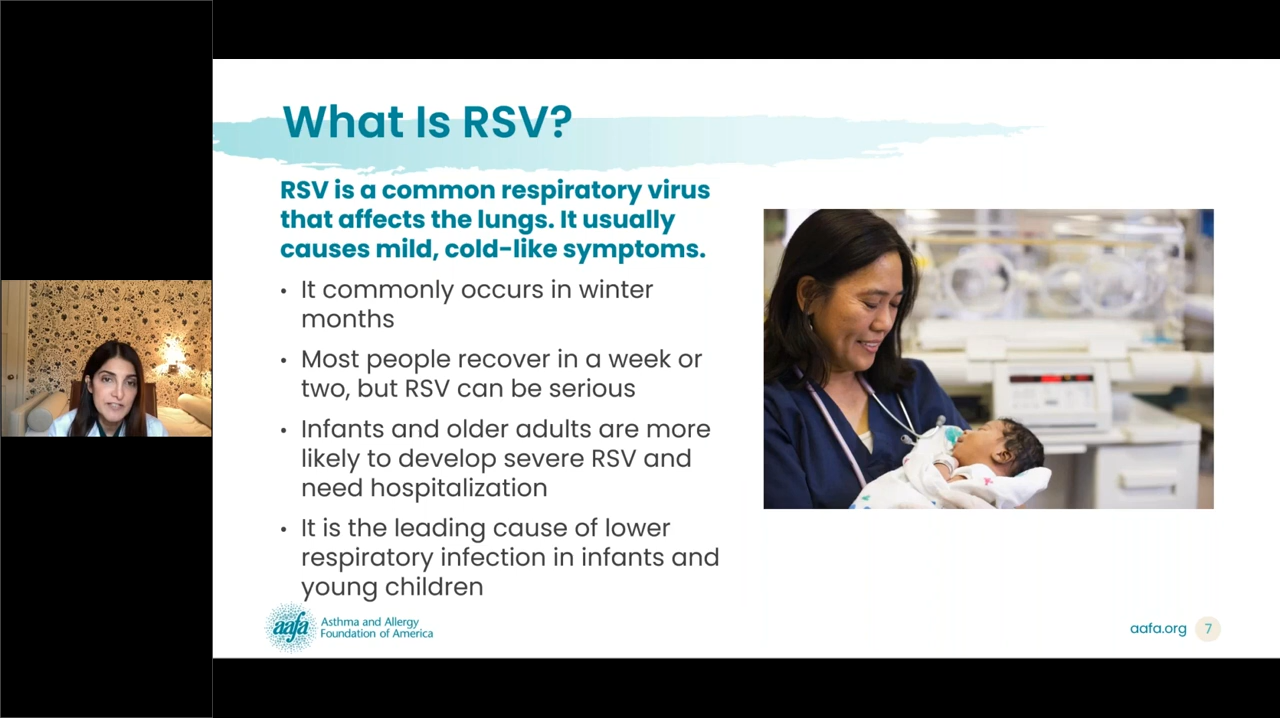 What Is RSV?
RSV is a common respiratory virus
that affects the lungs. It usually
causes mild, cold-like symptoms.
• It commonly occurs in winter
months
• Most people recover in a week or
two, but RSV can be serious
• Infants and older adults are more
likely to develop severe RSV and
need hospitalization
• It is the leading cause of lower
respiratory infection in infants and
young children
aafa
Asthma and Allergy
Foundation of America
aafa.org 7